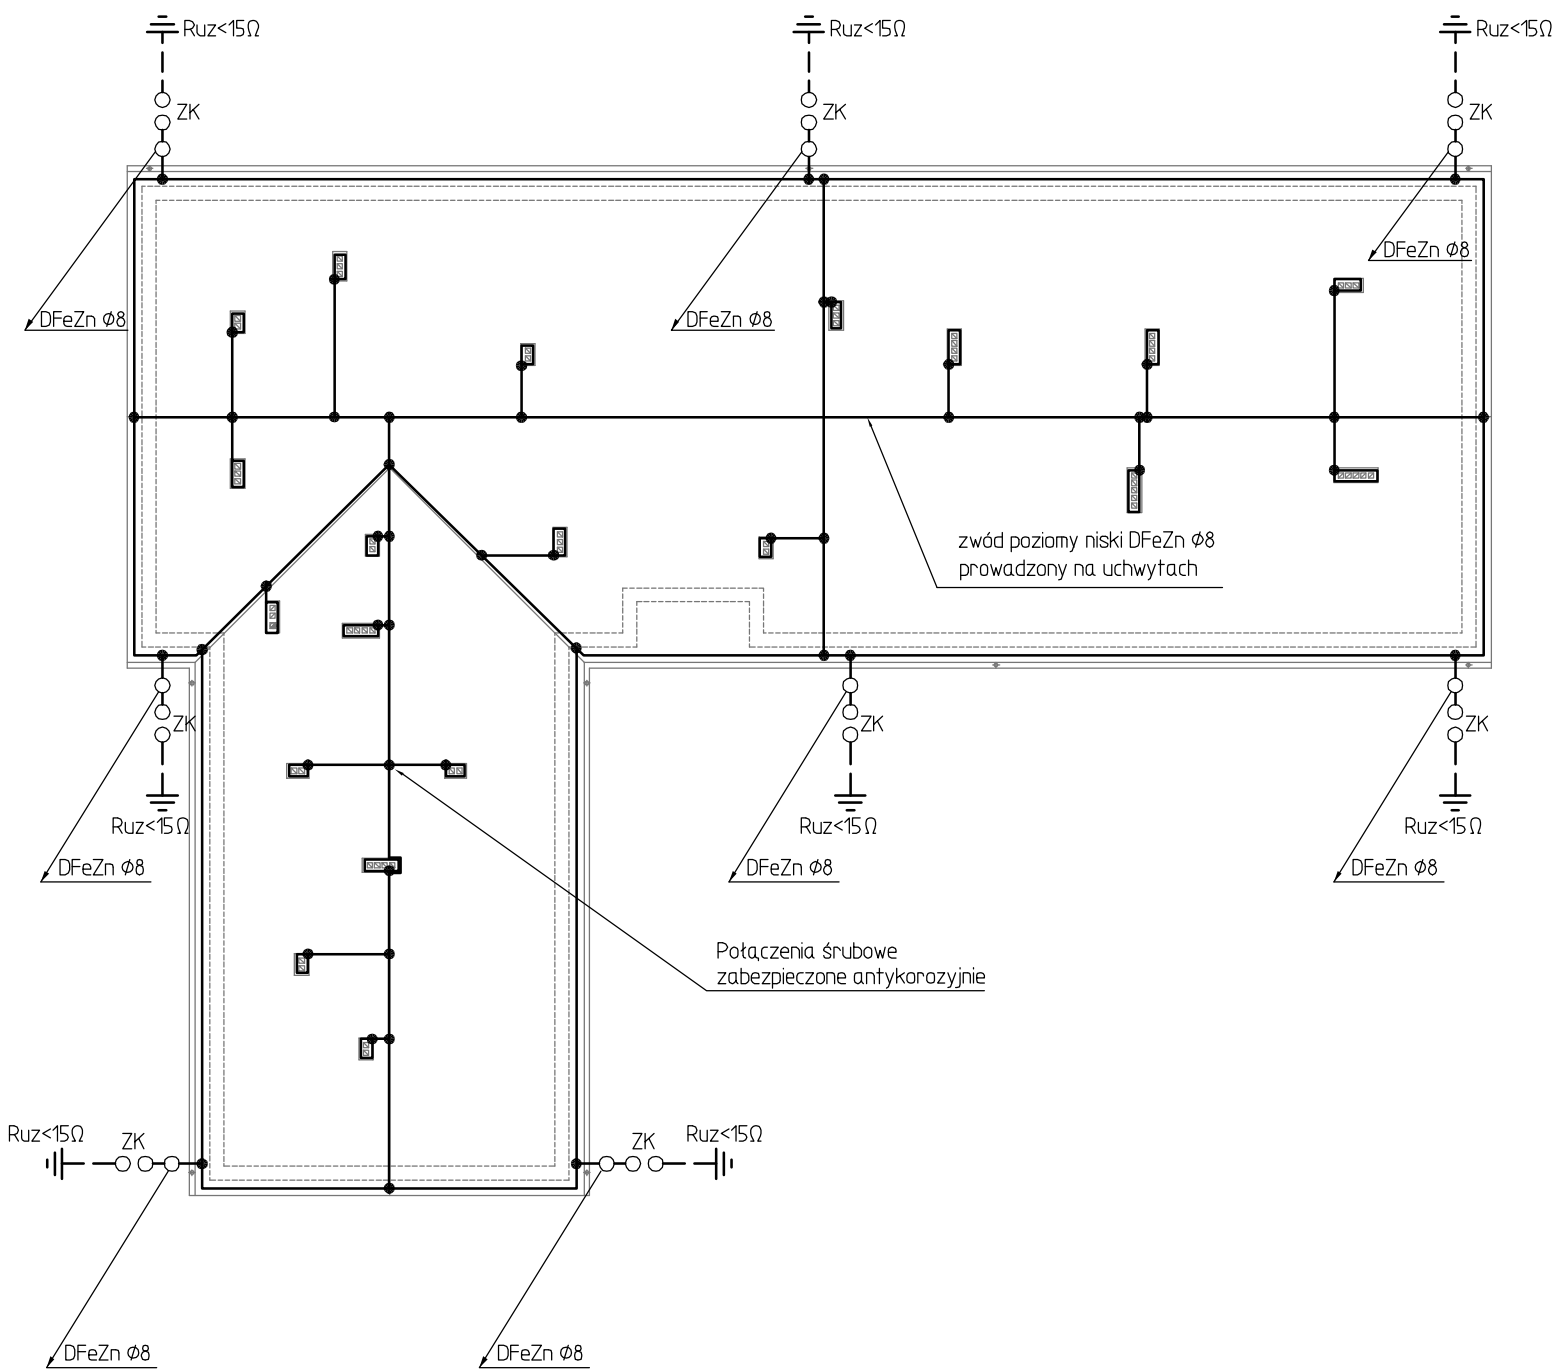 Ruz<15Ω
Ruz<15Ω
Ruz<15Ω
ZK
ZK
ZK
DFeZn Ø8
DFeZn Ø8
DFeZn Ø8
zwód poziomy niski DFeZn Ø8
prowadzony na uchwytach
ZK
ZK
ZK
Ruz<15Ω
Ruz<15Ω
Ruz<15Ω
DFeZn Ø8
DFeZn Ø8
DFeZn Ø8
Połączenia śrubowe
zabezpieczone antykorozyjnie
Ruz<15Ω
ZK
ZK
Ruz<15Ω
DFeZn Ø8
DFeZn Ø8